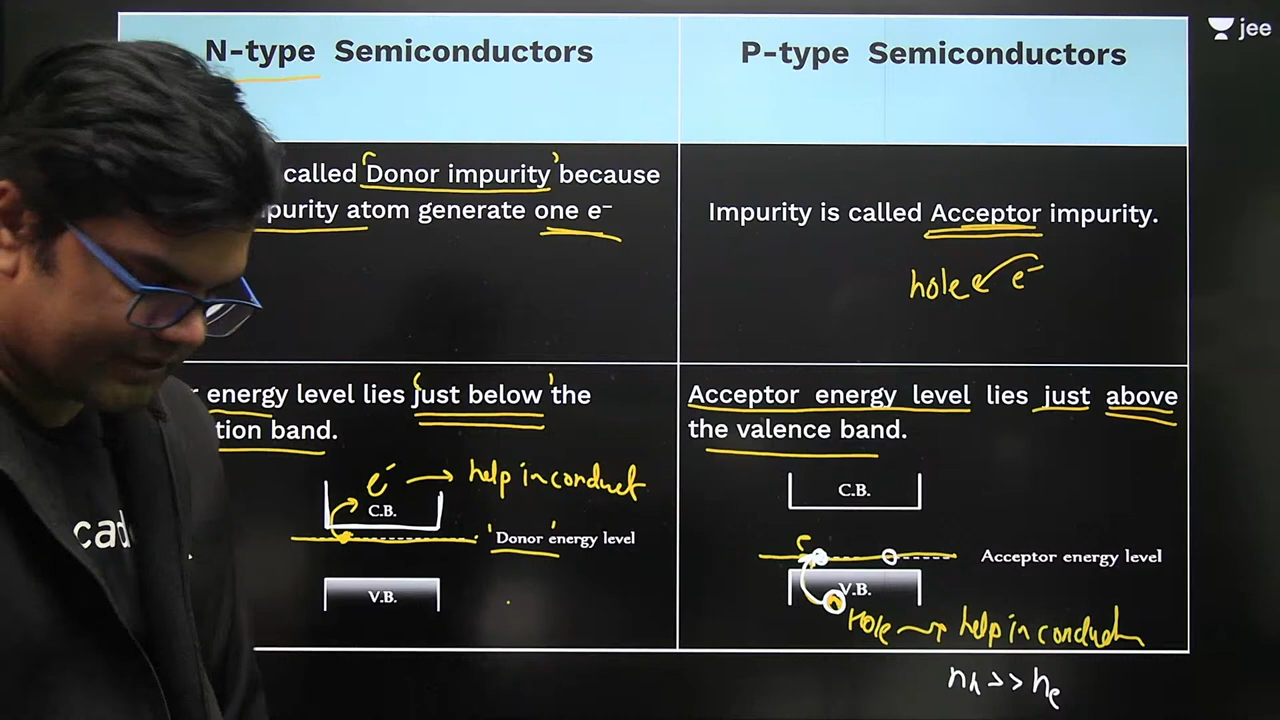 jee
N-type Semiconductors
P-type Semiconductors
called 'Donor impurity' because
purity atom generate one e⁻
Impurity is called Acceptor impurity.
hole e⁻
energy level lies 'just below' the
tion band.
e⁻ → help in conduct
C.B.
'Donor' energy level
V.B.
Acceptor energy level lies just above
the valence band.
C.B.
Acceptor energy level
V.B.
Hole → help in conduct
nₕ >> nₑ
cad